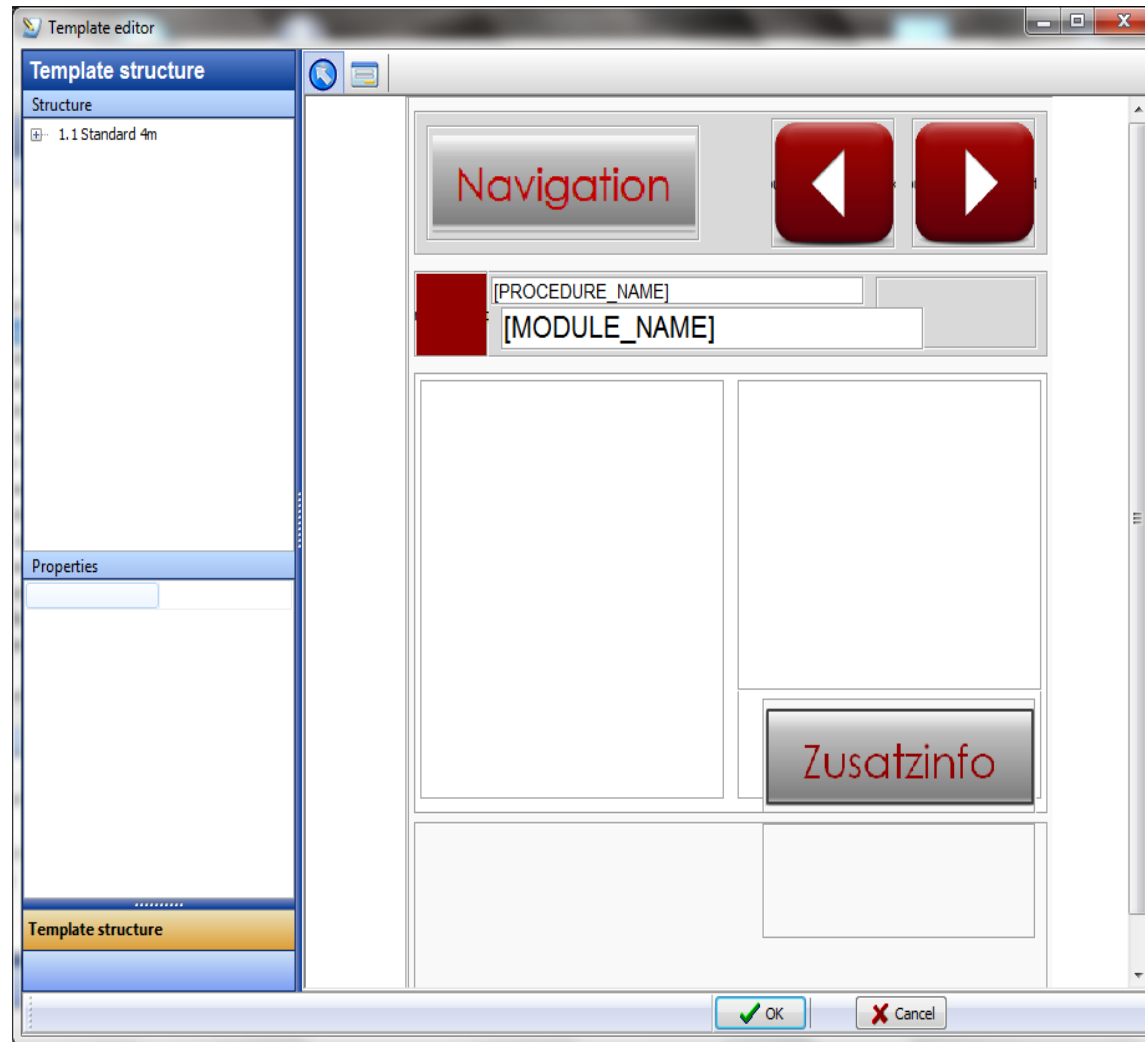 Template editor
Template structure
Structure
1.1 Standard 4m
Properties
Template structure
Navigation
[PROCEDURE_NAME]
[MODULE_NAME]
Zusatzinfo
OK
Cancel